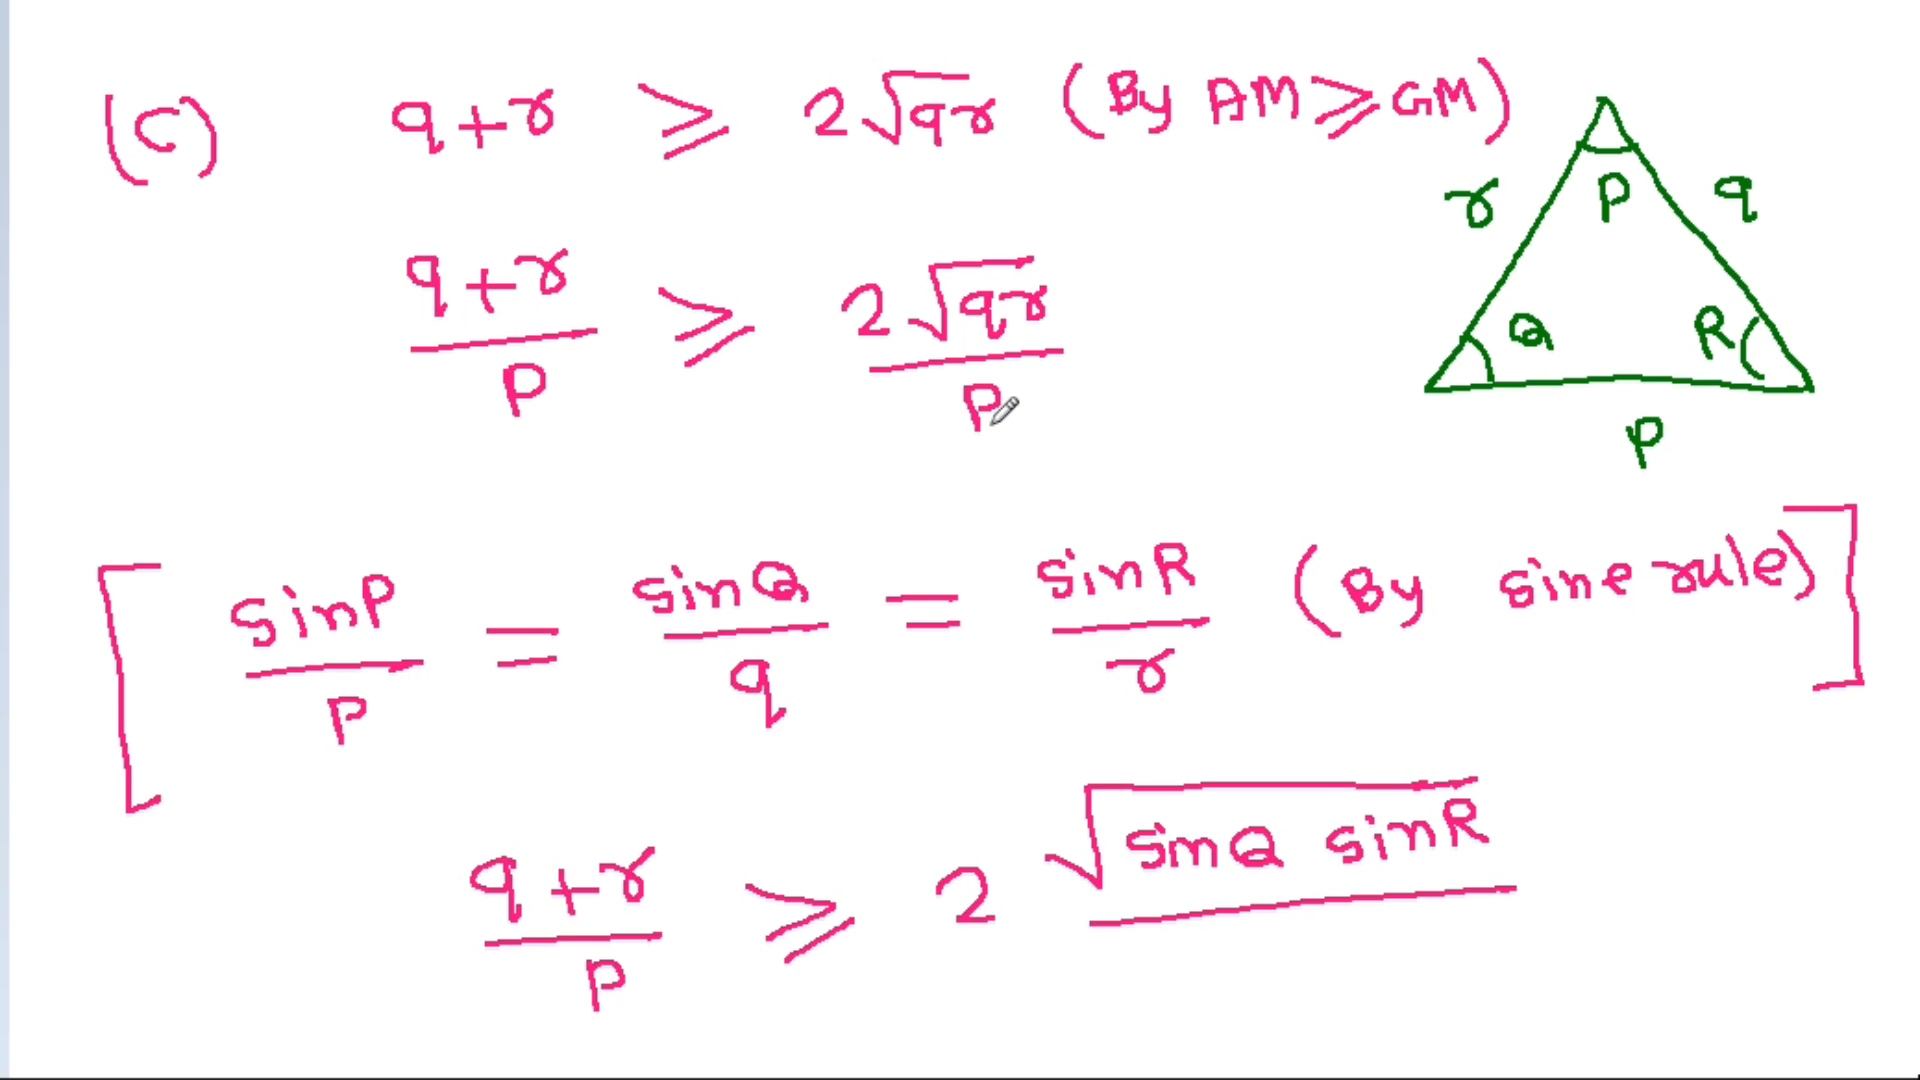 (C) q+r ≥ 2√qr (By AM ≥ GM)
P
r q
q+r/p ≥ 2√qr/p
Q R
p
[ sinP/p = sinQ/q = sinR/r (By sine rule) ]
q+r/p ≥ 2 √sinQ sinR